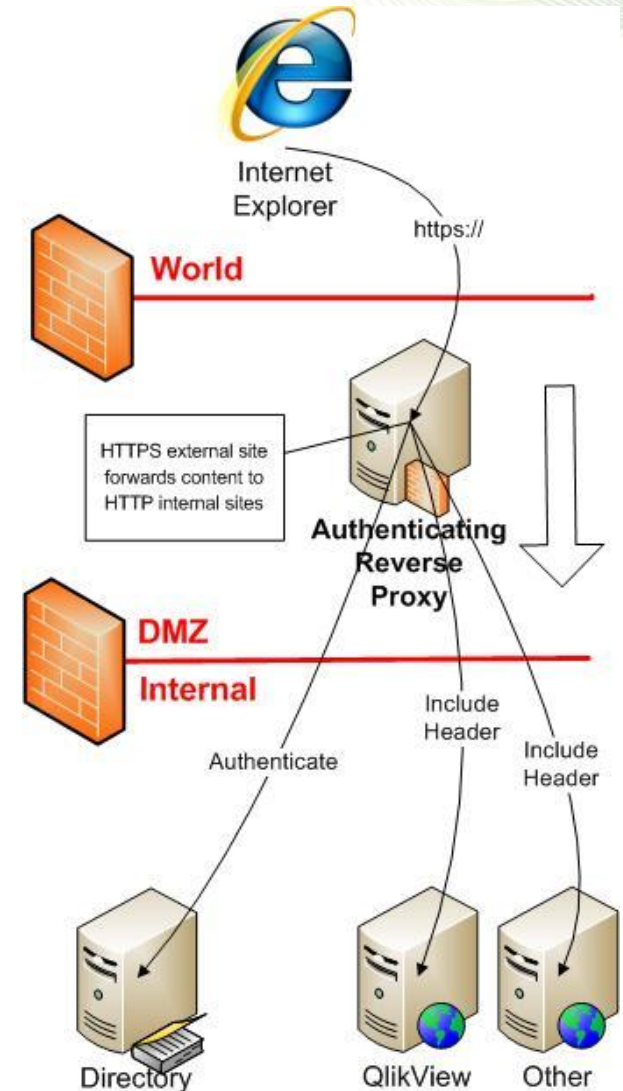 Internet
Explorer
https://
World
HTTPS external site
forwards content to
HTTP internal sites
Authenticating
Reverse
Proxy
DMZ
Internal
Include
Header
Authenticate
Include
Header
Directory
QlikView
Other